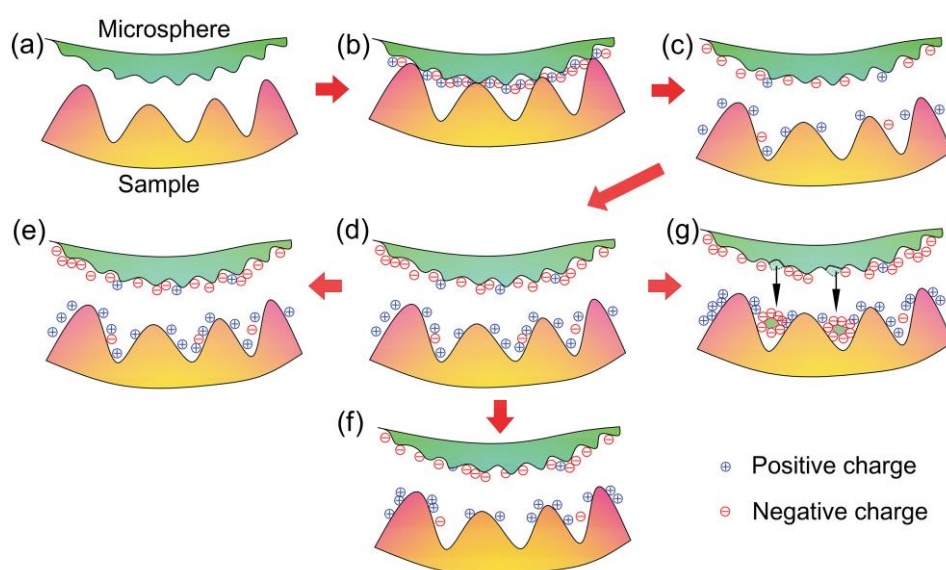 (a) Microsphere
(b)
(c)
Sample
(e)
(d)
(g)
(f)
⊕ Positive charge
⊖ Negative charge